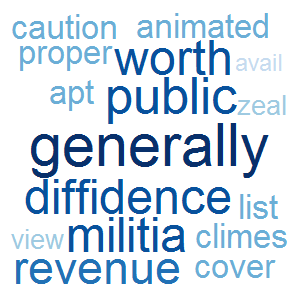 caution animated
proper worth avail
apt public zeal
generally
diffidence list
view militia climes
revenue cover